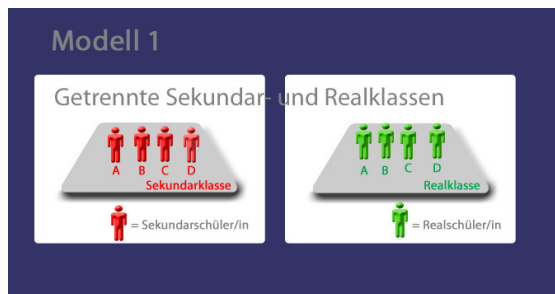 Modell 1
Getrennte Sekundar- und Realklassen
A B C D
Sekundarklasse
= Sekundarschüler/in
A B C D
Realklasse
= Realschüler/in